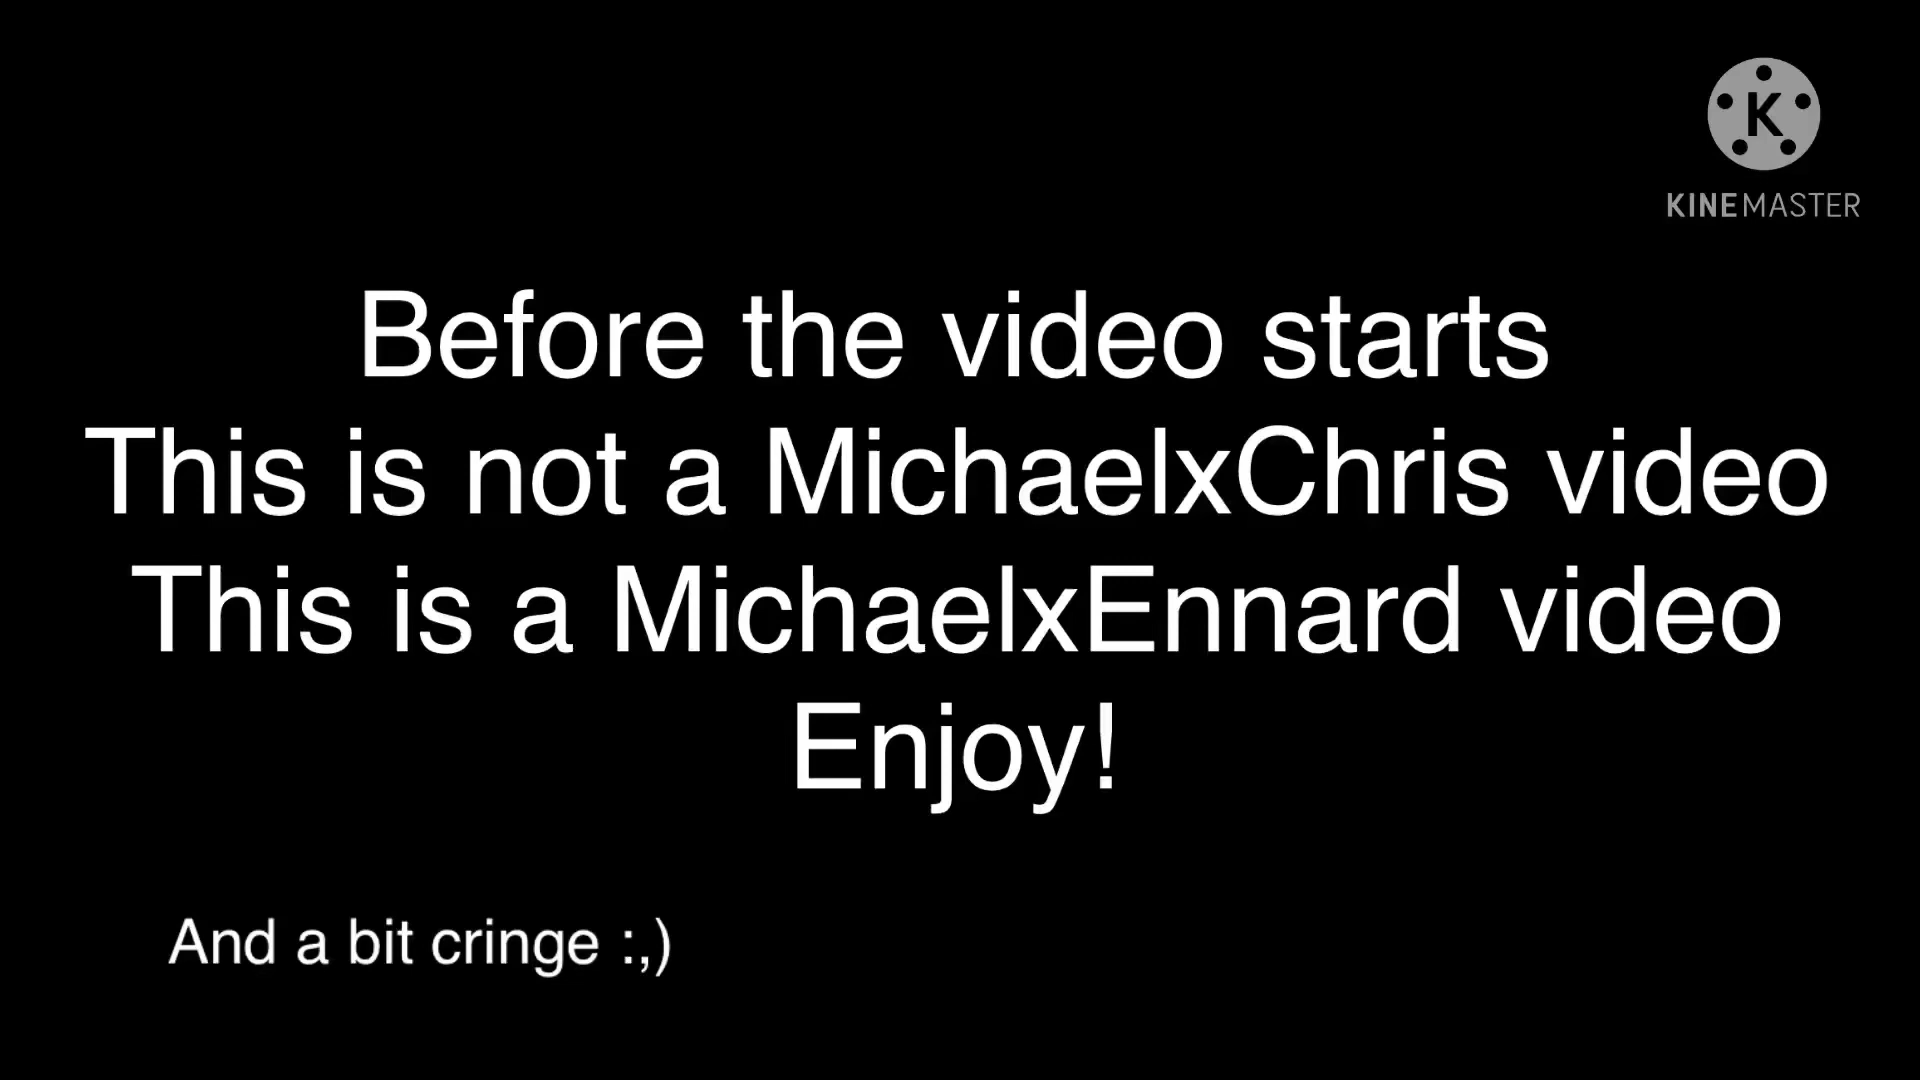 K
KINEMASTER
Before the video starts
This is not a MichaelxChris video
This is a MichaelxEnnard video
Enjoy!
And a bit cringe :,)